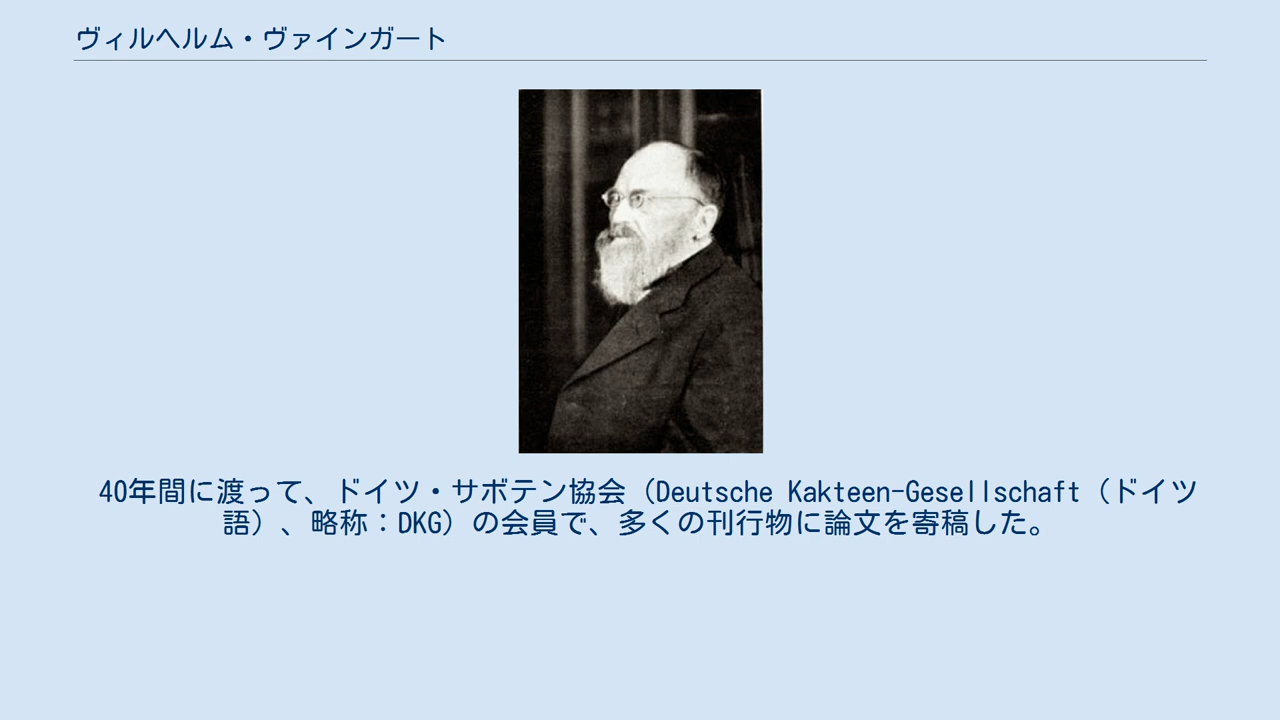 ヴィルヘルム・ヴァインガート
40年間に渡って、ドイツ・サボテン協会（Deutsche Kakteen-Gesellschaft（ドイツ
語）、略称：DKG）の会員で、多くの刊行物に論文を寄稿した。